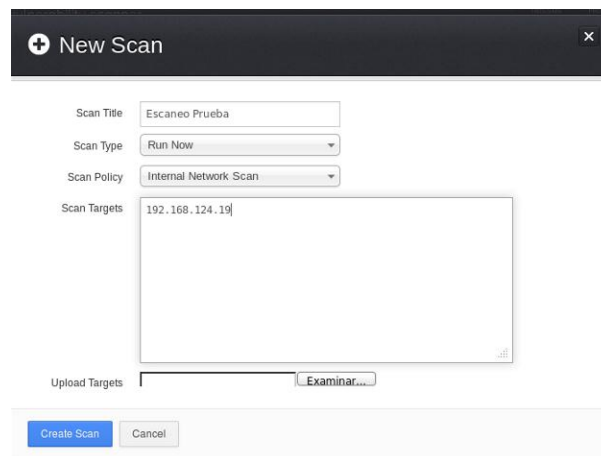 New Scan
Scan Title
Escaneo Prueba
Scan Type
Run Now
Scan Policy
Internal Network Scan
Scan Targets
192.168.124.19
Upload Targets
Examinar...
Create Scan
Cancel